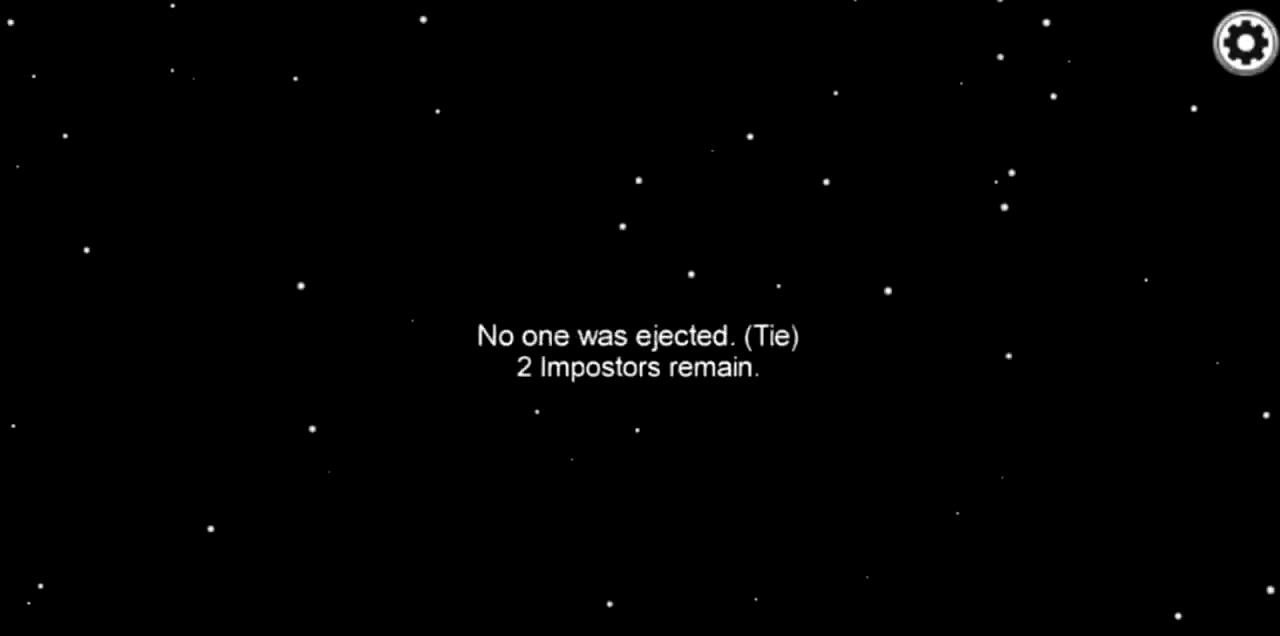 No one was ejected. (Tie)
2 Impostors remain.